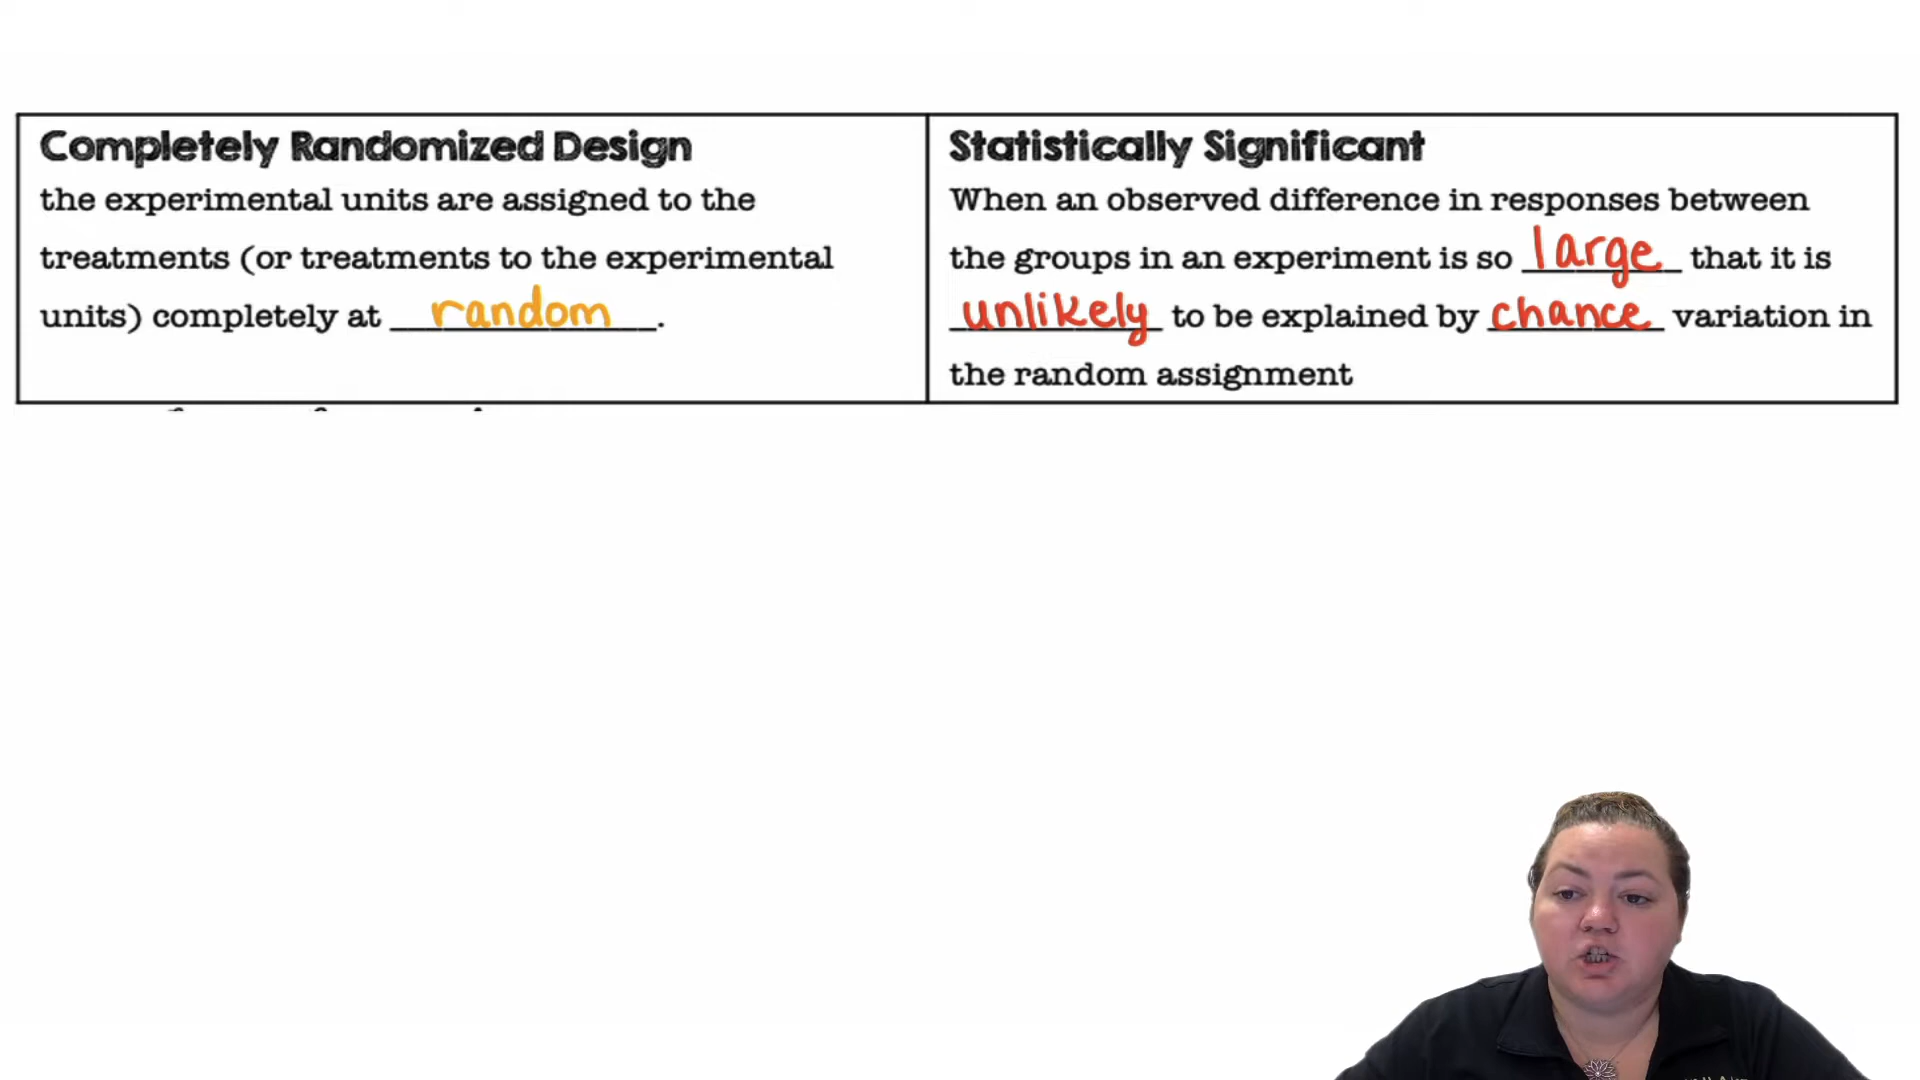 Completely Randomized Design
the experimental units are assigned to the
treatments (or treatments to the experimental
units) completely at random.
Statistically Significant
When an observed difference in responses between
the groups in an experiment is so large that it is
unlikely to be explained by chance variation in
the random assignment